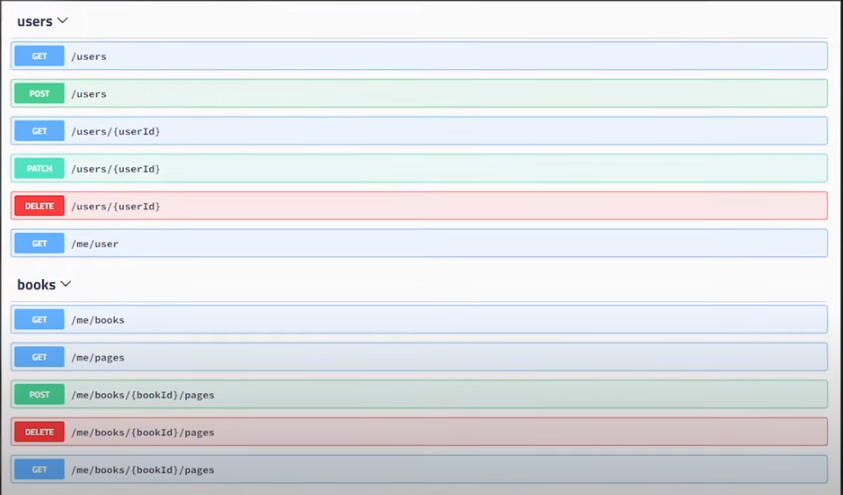 users
GET /users
POST /users
GET /users/{userId}
PATCH /users/{userId}
DELETE /users/{userId}
GET /me/user
books
GET /me/books
GET /me/pages
POST /me/books/{bookId}/pages
DELETE /me/books/{bookId}/pages
GET /me/books/{bookId}/pages